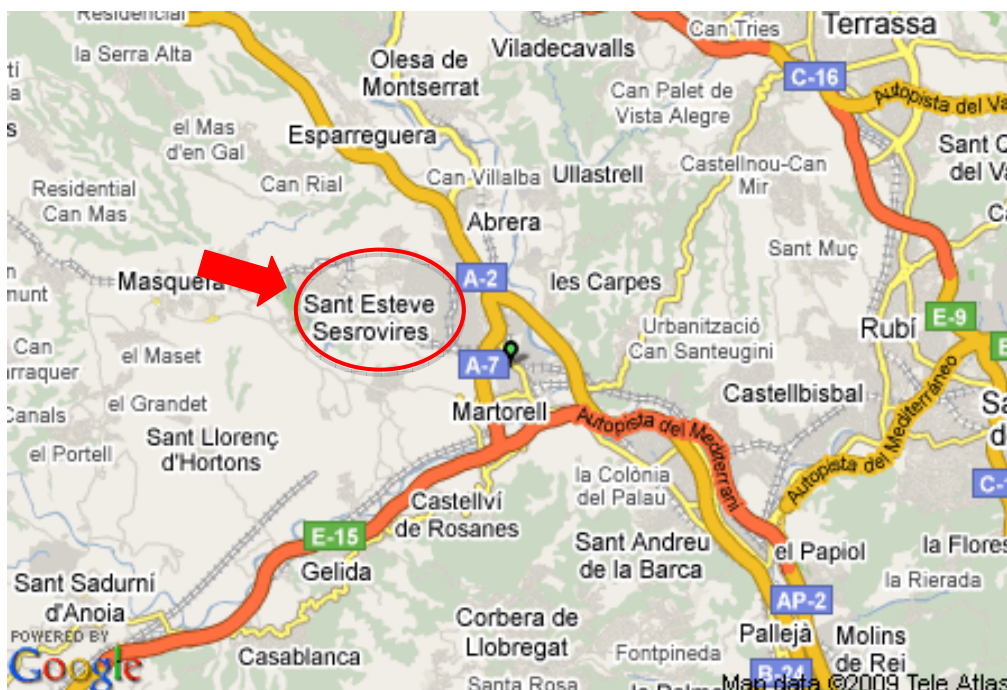 Residencial
la Serra Alta
Olesa de
Montserrat
Viladecavalls
Can Tries
Terrassa
C-16
Autopista del Va
Can Palet de
Vista Alegre
el Mas
d'en Gal
Esparreguera
Sant Q
del Va
Residential
Can Mas
Can Rial
Can Villalba
Ullastrell
Castellnou-Can
Mir
Abrera
Sant Muç
Masquefa
A-2
les Carpes
Sant Esteve
Sesrovires
Urbanització
Can Santeugini
Rubí
E-9
Can
el Maset
A-7
Castellbisbal
Canals
el Grandet
Martorell
Autopista del Mediterrani
Autopista del Mediterráneo
el Portell
Sant Llorenç
d'Hortons
la Colònia
del Palau
Castellví
de Rosanes
E-15
Gelida
Sant Andreu
de la Barca
el Papiol
la Flores
la Rierada
Sant Sadurní
d'Anoia
AP-2
Corbera de
Llobregat
Pallejà
Molins
de Rei
POWERED BY
Google
Casablanca
Fontpineda
B-24
Santa Rosa
Map data ©2009 Tele Atlas